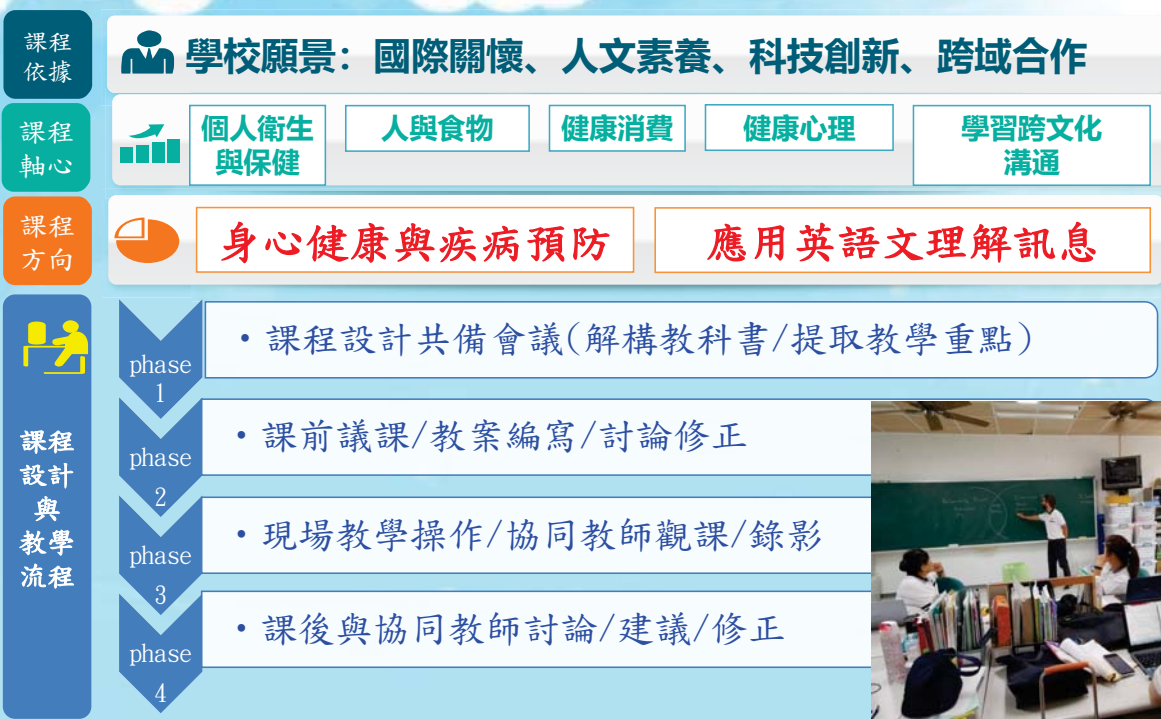 課程
依據
學校願景：國際關懷、人文素養、科技創新、跨域合作
課程
軸心
個人衛生
與保健
人與食物
健康消費
健康心理
學習跨文化
溝通
課程
方向
身心健康與疾病預防
應用英語文理解訊息
課程
設計
與
教學
流程
phase
1
•課程設計共備會議(解構教科書/提取教學重點)
phase
2
•課前議課/教案編寫/討論修正
phase
3
•現場教學操作/協同教師觀課/錄影
phase
4
•課後與協同教師討論/建議/修正